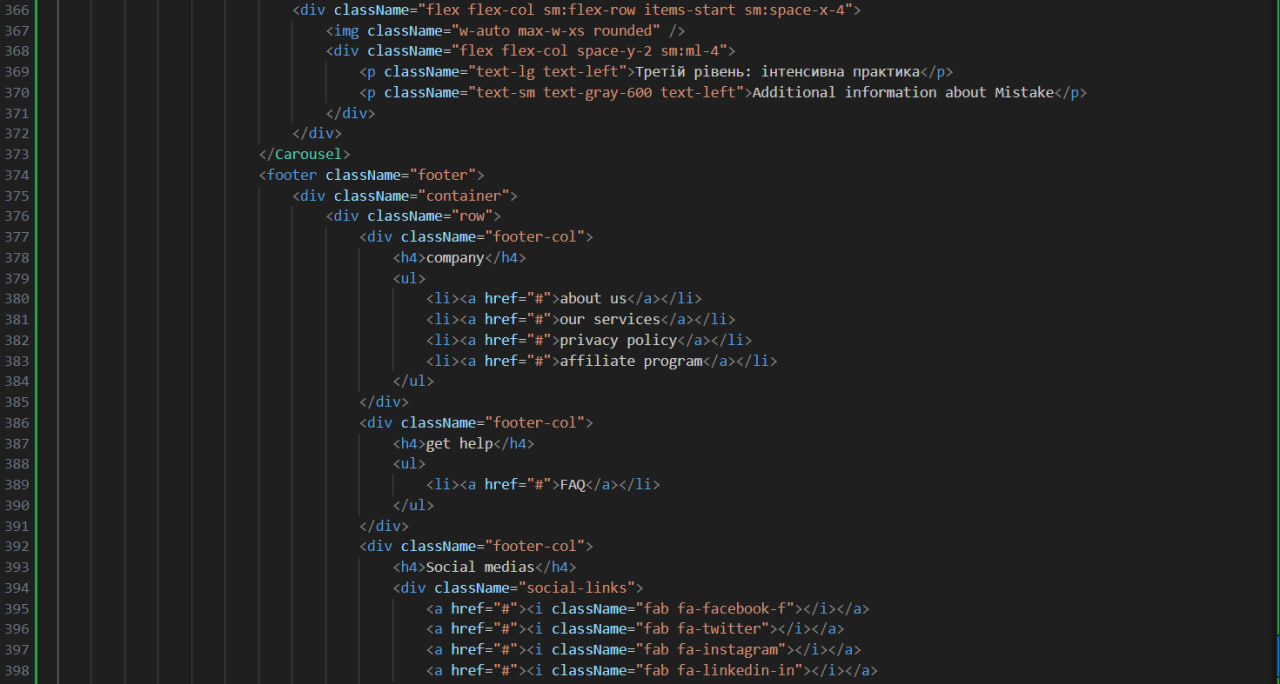 366 <div className="flex flex-col sm:flex-row items-start sm:space-x-4">
367 <img className="w-auto max-w-xs rounded" />
368 <div className="flex flex-col space-y-2 sm:ml-4">
369 <p className="text-lg text-left">Третій рівень: інтенсивна практика</p>
370 <p className="text-sm text-gray-600 text-left">Additional information about Mistake</p>
371 </div>
372 </div>
373 </Carousel>
374 <footer className="footer">
375 <div className="container">
376 <div className="row">
377 <div className="footer-col">
378 <h4>company</h4>
379 <ul>
380 <li><a href="#">about us</a></li>
381 <li><a href="#">our services</a></li>
382 <li><a href="#">privacy policy</a></li>
383 <li><a href="#">affiliate program</a></li>
384 </ul>
385 </div>
386 <div className="footer-col">
387 <h4>get help</h4>
388 <ul>
389 <li><a href="#">FAQ</a></li>
390 </ul>
391 </div>
392 <div className="footer-col">
393 <h4>Social medias</h4>
394 <div className="social-links">
395 <a href="#"><i className="fab fa-facebook-f"></i></a>
396 <a href="#"><i className="fab fa-twitter"></i></a>
397 <a href="#"><i className="fab fa-instagram"></i></a>
398 <a href="#"><i className="fab fa-linkedin-in"></i></a>